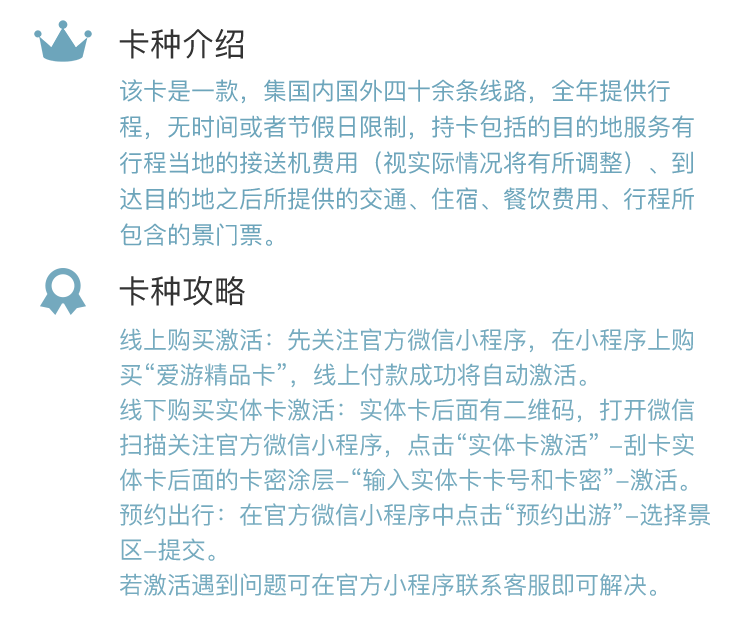 卡种介绍
该卡是一款，集国内国外四十余条线路，全年提供行
程，无时间或者节假日限制，持卡包括的目的地服务有
行程当地的接送机费用（视实际情况将有所调整）、到
达目的地之后所提供的交通、住宿、餐饮费用、行程所
包含的景门票。
卡种攻略
线上购买激活：先关注官方微信小程序，在小程序上购
买“爱游精品卡”，线上付款成功将自动激活。
线下购买实体卡激活：实体卡后面有二维码，打开微信
扫描关注官方微信小程序，点击“实体卡激活” –刮卡实
体卡后面的卡密涂层–“输入实体卡卡号和卡密”–激活。
预约出行：在官方微信小程序中点击“预约出游”–选择景
区–提交。
若激活遇到问题可在官方小程序联系客服即可解决。